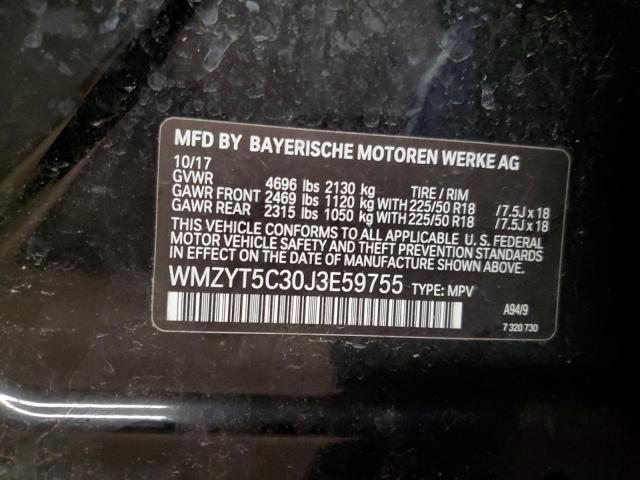 MFD BY BAYERISCHE MOTOREN WERKE AG
10/17
GVWR 4696 lbs 2130 kg TIRE / RIM
GAWR FRONT 2469 lbs 1120 kg WITH 225/50 R18 / 7.5J x 18
GAWR REAR 2315 lbs 1050 kg WITH 225/50 R18 / 7.5J x 18
THIS VEHICLE CONFORMS TO ALL APPLICABLE U. S. FEDERAL
MOTOR VEHICLE SAFETY AND THEFT PREVENTION STANDARDS
IN EFFECT ON THE DATE OF MANUFACTURE SHOWN ABOVE.
WMZYT5C30J3E59755 TYPE: MPV
A94/9
7 320 730